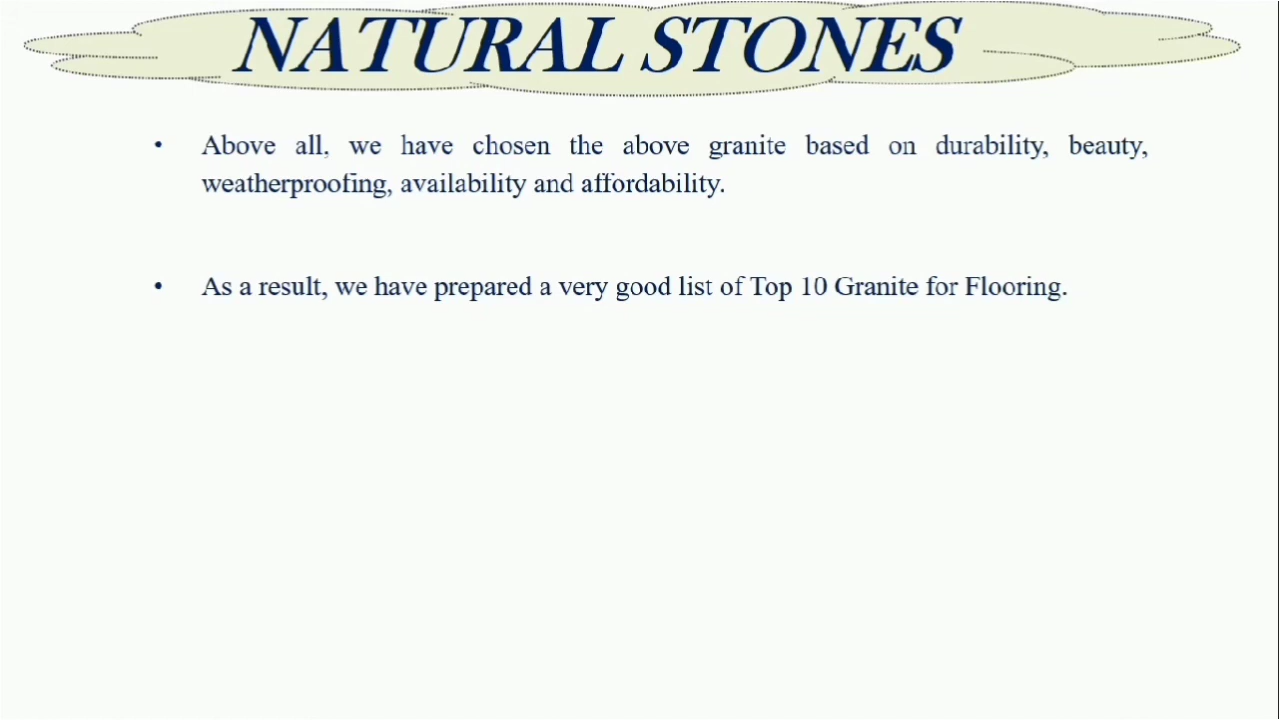 NATURAL STONES
• Above all, we have chosen the above granite based on durability, beauty,
weatherproofing, availability and affordability.
• As a result, we have prepared a very good list of Top 10 Granite for Flooring.